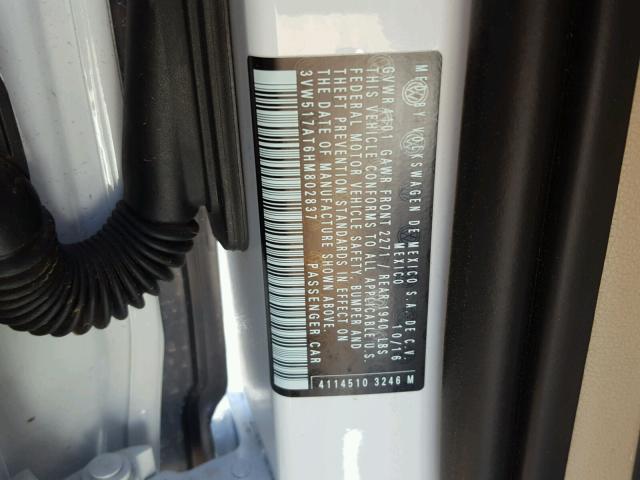 MFD BY VOLKSWAGEN DE MEXICO S.A. DE C.V.
MEXICO 10/16
GVWR 4101 GAWR FRONT 2271 / REAR 1940 LBS
THIS VEHICLE CONFORMS TO ALL APPLICABLE U.S.
FEDERAL MOTOR VEHICLE SAFETY, BUMPER AND
THEFT PREVENTION STANDARDS IN EFFECT ON
THE DATE OF MANUFACTURE SHOWN ABOVE.
3VW517AT6HM802837 PASSENGER CAR
4114510 3246 M